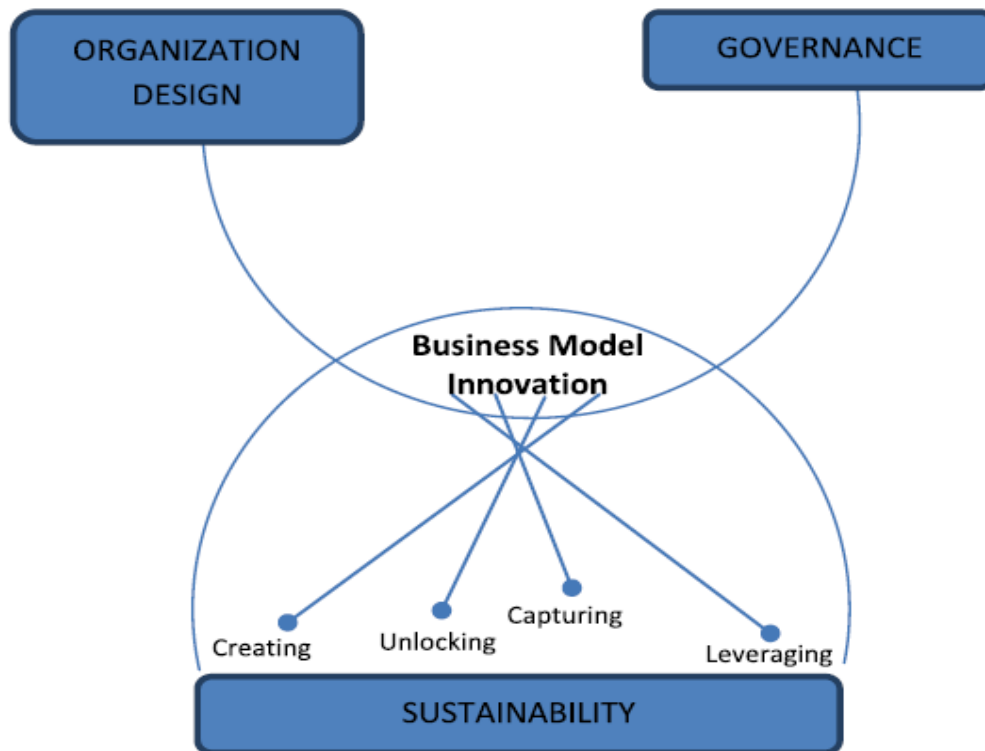 ORGANIZATION
DESIGN
GOVERNANCE
Business Model
Innovation
Creating
Unlocking
Capturing
Leveraging
SUSTAINABILITY